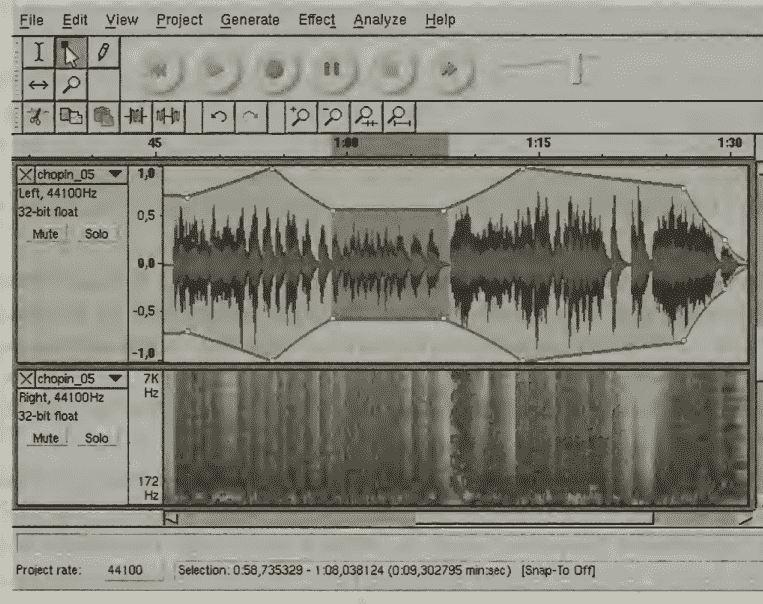 File Edit View Project Generate Effect Analyze Help
45 1:00 1:15 1:30
chopin_05
Left, 44100Hz
32-bit float
Mute Solo
1,0
0,5
0,0
-0,5
-1,0
chopin_05
Right, 44100Hz
32-bit float
Mute Solo
7K
Hz
172
Hz
Project rate: 44100 Selection: 0:58,735329 - 1:08,038124 (0:09,302795 min:sec) [Snap-To Off]